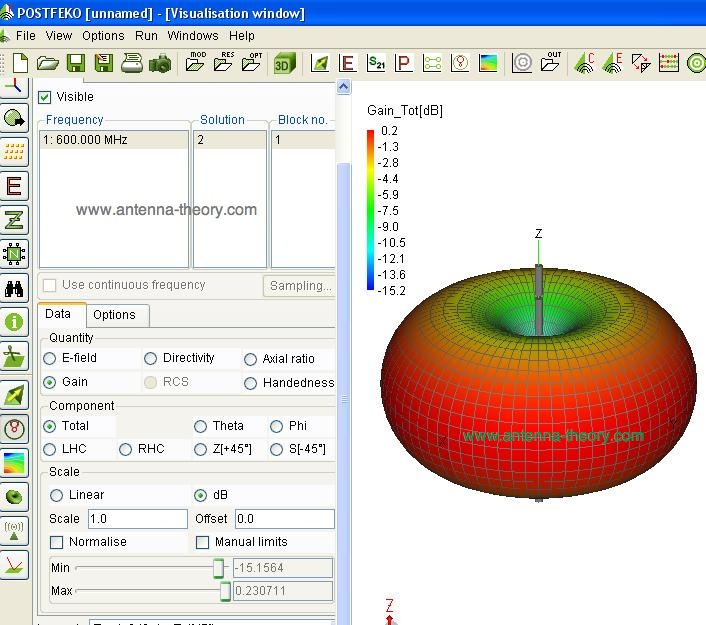 POSTFEKO [unnamed] - [Visualisation window]
File View Options Run Windows Help
MOD RES OPT 3D E S21 P OUT C E
Visible
Frequency Solution Block no.
1: 600.000 MHz 2 1
www.antenna-theory.com
Use continuous frequency Sampling...
Data Options
Quantity
E-field Directivity Axial ratio
Gain RCS Handedness
Component
Total Theta Phi
LHC RHC Z[+45°] S[-45°]
Scale
Linear dB
Scale 1.0 Offset 0.0
Normalise Manual limits
Min -15.1564
Max 0.230711
E
Z
N
i
Gain_Tot[dB]
0.2
-1.3
-2.8
-4.4
-5.9
-7.5
-9.0
-10.5
-12.1
-13.6
-15.2
Z
www.antenna-theory.com
Z